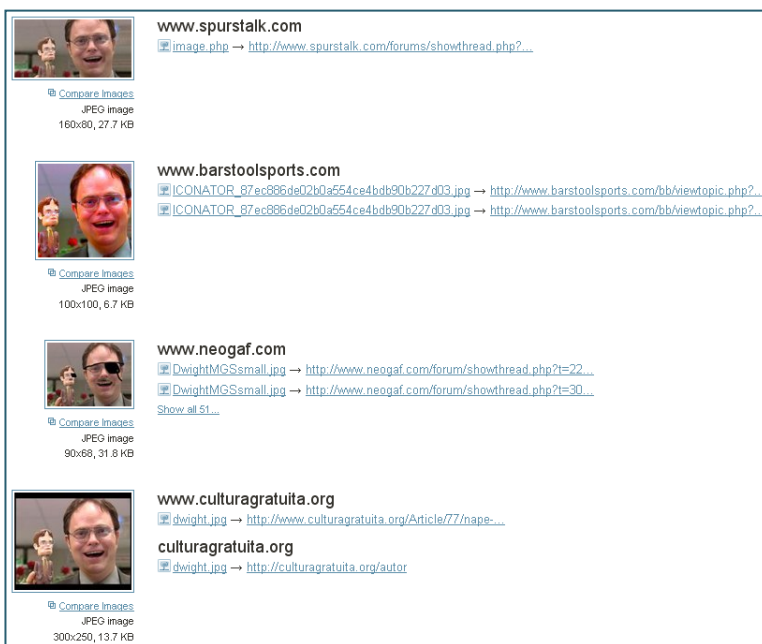 www.spurstalk.com
image.php → http://www.spurstalk.com/forums/showthread.php?...
Compare Images
JPEG image
160x80, 27.7 KB
www.barstoolsports.com
ICONATOR_87ec886de02b0a554ce4bdb90b227d03.jpg → http://www.barstoolsports.com/bb/viewtopic.php?..
ICONATOR_87ec886de02b0a554ce4bdb90b227d03.jpg → http://www.barstoolsports.com/bb/viewtopic.php?..
Compare Images
JPEG image
100x100, 6.7 KB
www.neogaf.com
DwightMGSsmall.jpg → http://www.neogaf.com/forum/showthread.php?t=22...
DwightMGSsmall.jpg → http://www.neogaf.com/forum/showthread.php?t=30...
Show all 51...
Compare Images
JPEG image
90x68, 31.8 KB
www.culturagratuita.org
dwight.jpg → http://www.culturagratuita.org/Article/77/nape-...
culturagratuita.org
dwight.jpg → http://culturagratuita.org/autor
Compare Images
JPEG image
300x250, 13.7 KB